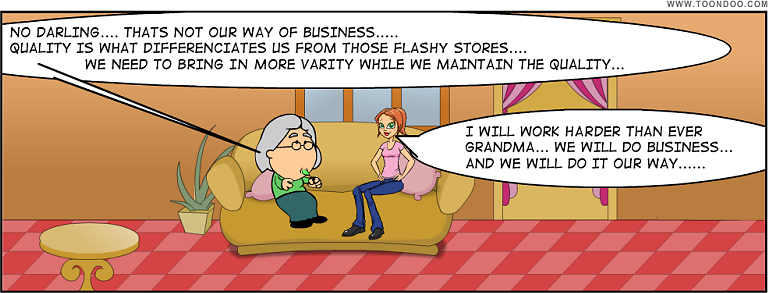 WWW.TOONDOO.COM
NO DARLING.... THATS NOT OUR WAY OF BUSINESS.....
QUALITY IS WHAT DIFFERENCIATES US FROM THOSE FLASHY STORES....
WE NEED TO BRING IN MORE VARITY WHILE WE MAINTAIN THE QUALITY...
I WILL WORK HARDER THAN EVER
GRANDMA... WE WILL DO BUSINESS...
AND WE WILL DO IT OUR WAY......